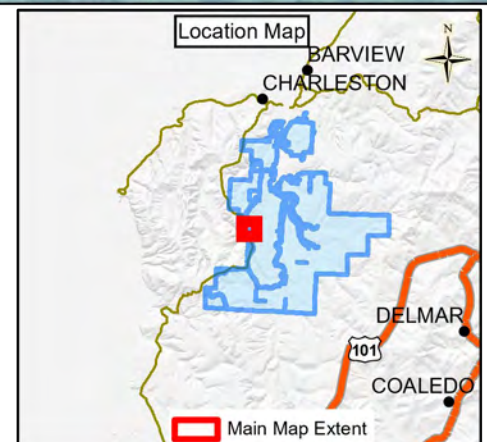 Location Map
N
BARVIEW
CHARLESTON
DELMAR
101
COALEDO
Main Map Extent